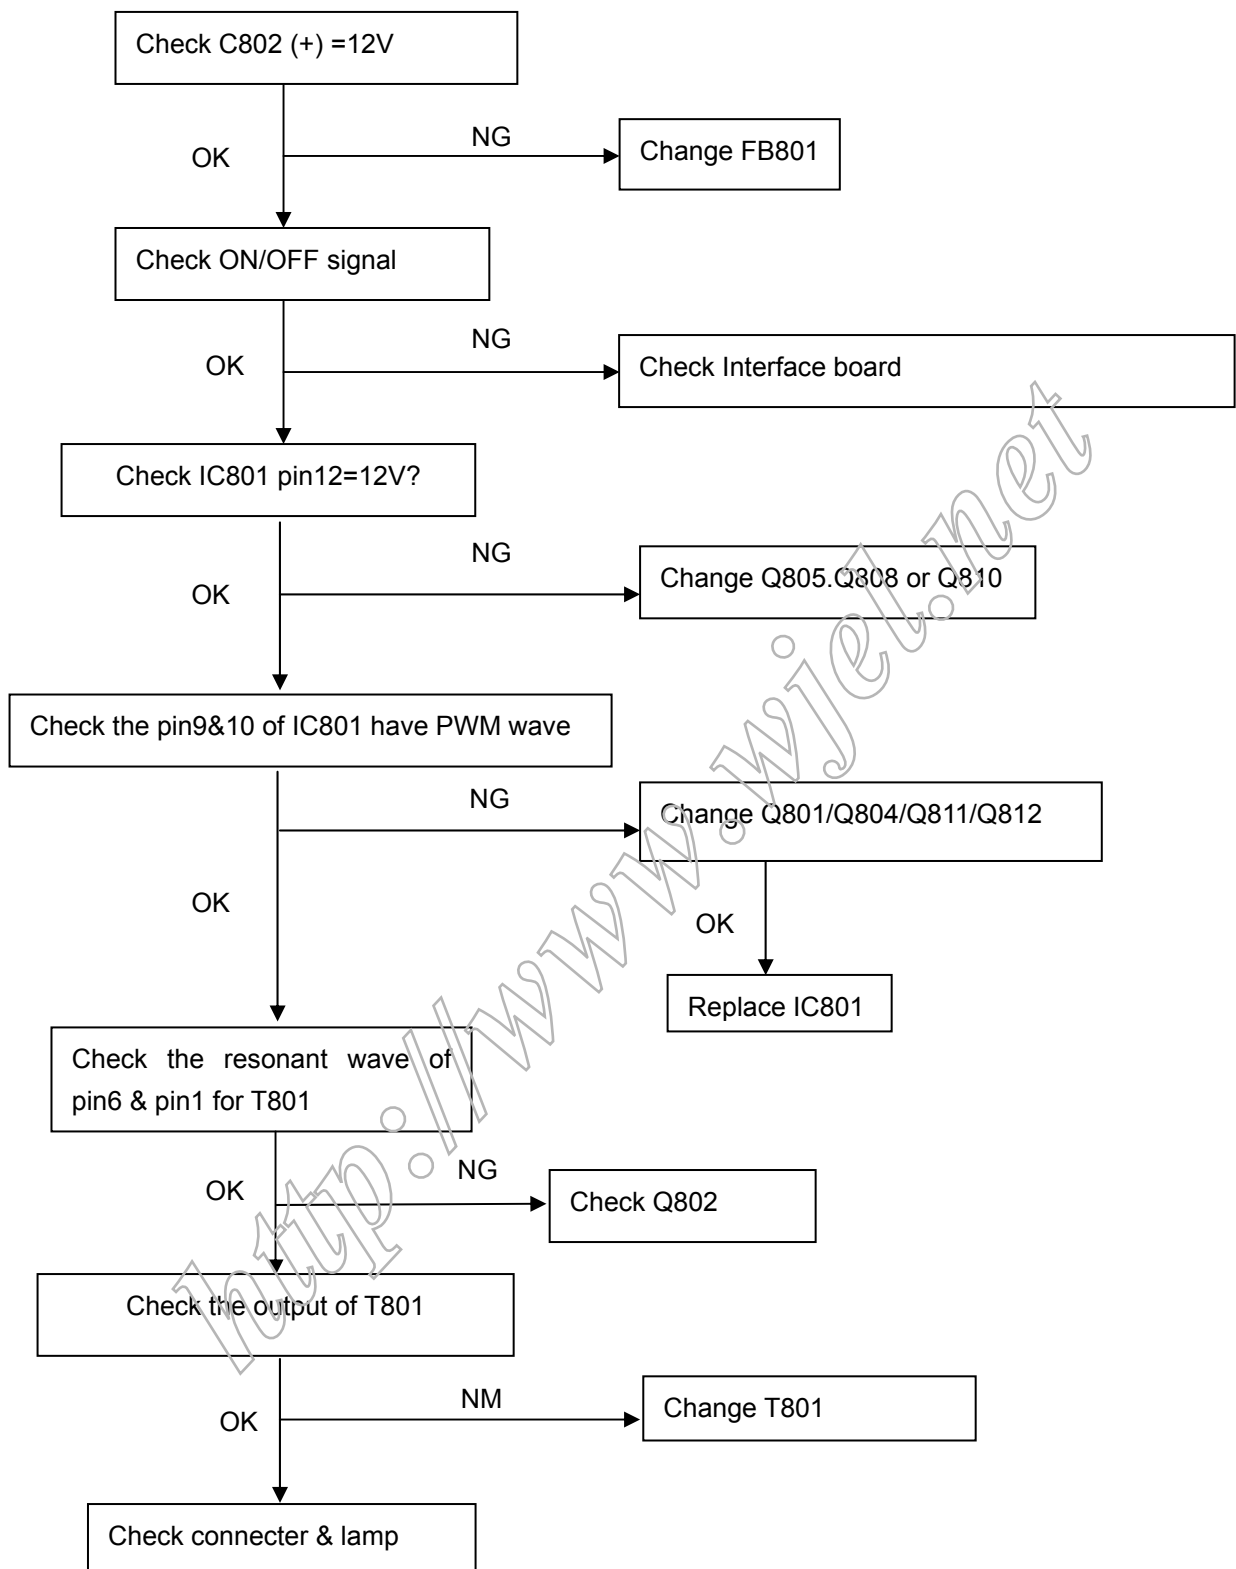 Check C802 (+) =12V
NG
OK
Change FB801
Check ON/OFF signal
NG
OK
Check Interface board
Check IC801 pin12=12V?
NG
OK
Change Q805.Q808 or Q810
Check the pin9&10 of IC801 have PWM wave
NG
Change Q801/Q804/Q811/Q812
OK
OK
Replace IC801
Check the resonant wave of
pin6 & pin1 for T801
NG
OK
Check Q802
Check the output of T801
NM
OK
Change T801
Check connecter & lamp
http://www.wjel.net